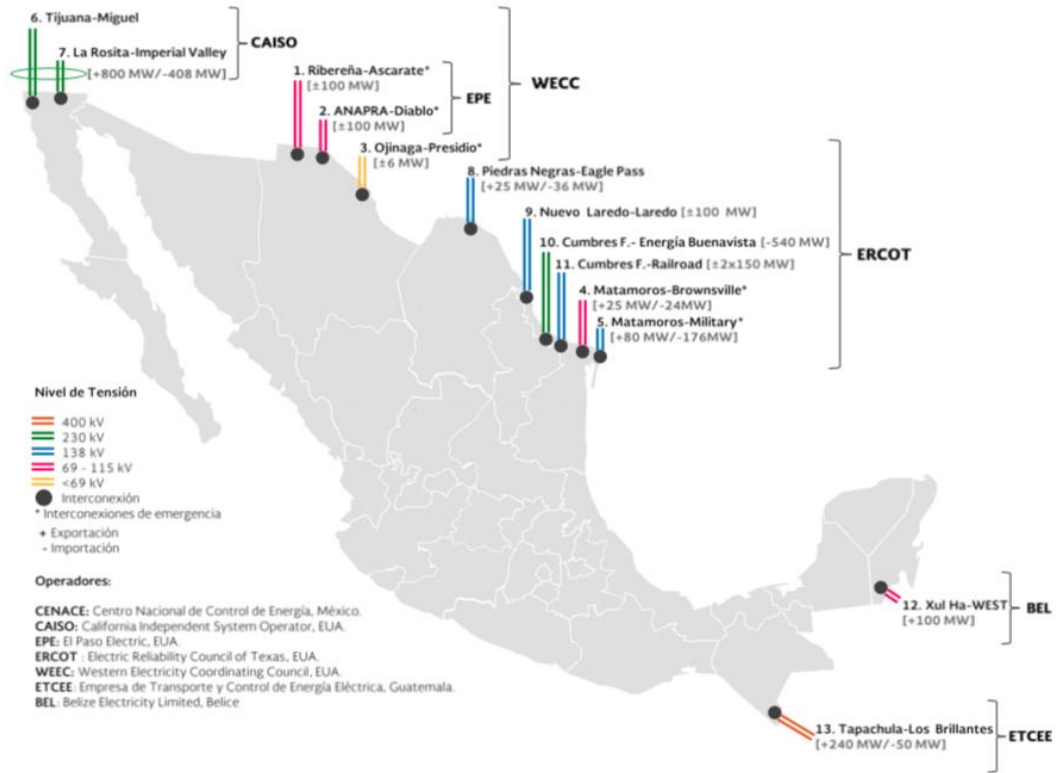 6. Tijuana-Miguel
7. La Rosita-Imperial Valley
[+800 MW/-408 MW]
CAISO
1. Ribereña-Ascarate*
[±100 MW]
2. ANAPRA-Diablo*
[±100 MW]
EPE
WECC
3. Ojinaga-Presidio*
[±6 MW]
8. Piedras Negras-Eagle Pass
[+25 MW/-36 MW]
9. Nuevo Laredo-Laredo [±100 MW]
10. Cumbres F.- Energía Buenavista [-540 MW]
11. Cumbres F.-Railroad [±2x150 MW]
4. Matamoros-Brownsville*
[+25 MW/-24MW]
5. Matamoros-Military*
[+80 MW/-176MW]
ERCOT
Nivel de Tensión
400 kV
230 kV
138 kV
69 - 115 kV
<69 kV
Interconexión
* Interconexiones de emergencia
+ Exportación
- Importación
Operadores:
CENACE: Centro Nacional de Control de Energía, México.
CAISO: California Independent System Operator, EUA.
EPE: El Paso Electric, EUA.
ERCOT : Electric Reliability Council of Texas, EUA.
WEEC: Western Electricity Coordinating Council, EUA.
ETCEE: Empresa de Transporte y Control de Energía Eléctrica, Guatemala.
BEL: Belize Electricity Limited, Belice
12. Xul Ha-WEST
[+100 MW]
BEL
13. Tapachula-Los Brillantes
[+240 MW/-50 MW]
ETCEE